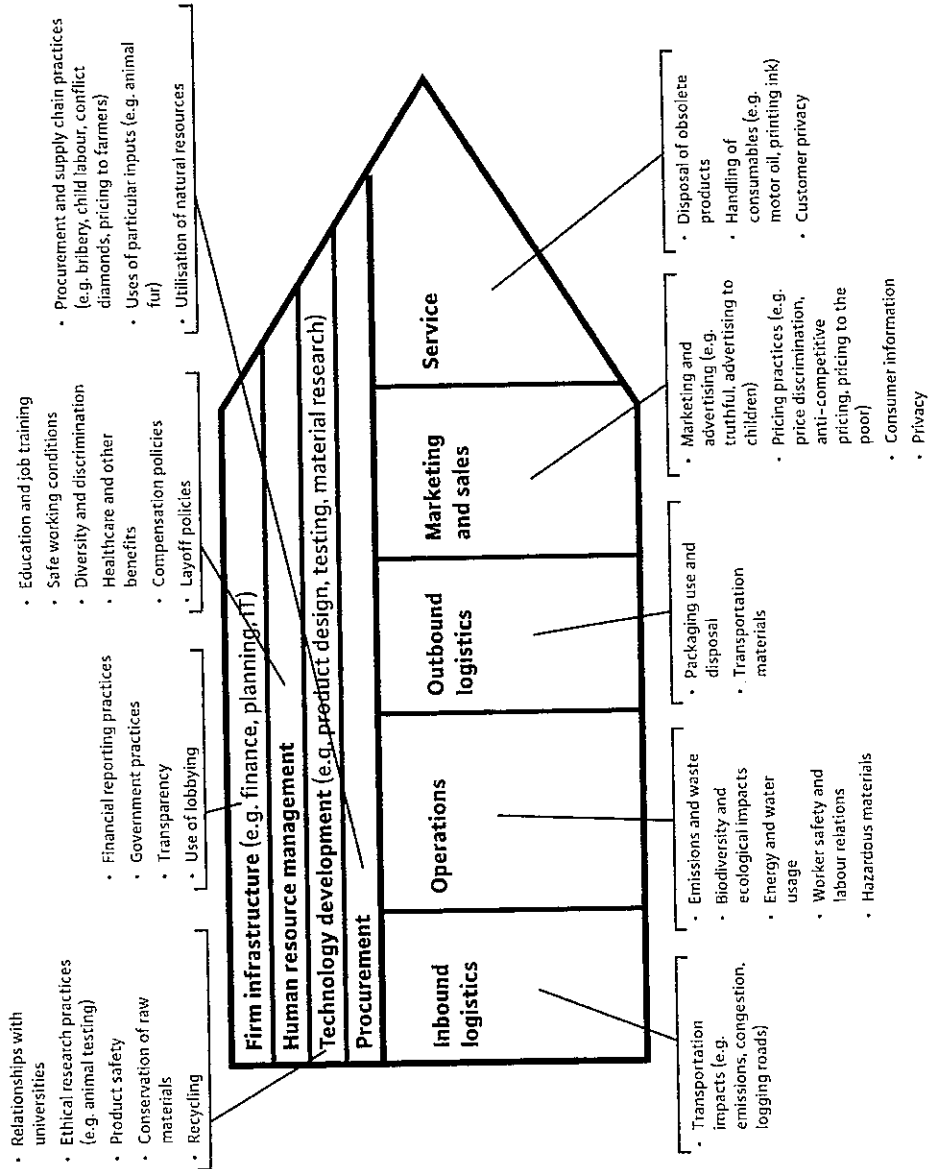 • Relationships with
universities
• Ethical research practices
(e.g. animal testing)
• Product safety
• Conservation of raw
materials
• Recycling
• Financial reporting practices
• Government practices
• Transparency
• Use of lobbying
• Education and job training
• Safe working conditions
• Diversity and discrimination
• Healthcare and other
benefits
• Compensation policies
• Layoff policies
• Procurement and supply chain practices
(e.g. bribery, child labour, conflict
diamonds, pricing to farmers)
• Uses of particular inputs (e.g. animal
fur)
• Utilisation of natural resources
Firm infrastructure (e.g. finance, planning, IT)
Human resource management
Technology development (e.g. product design, testing, material research)
Procurement
Inbound
logistics
Operations
Outbound
logistics
Marketing
and sales
Service
• Transportation
impacts (e.g.
emissions, congestion,
logging roads)
• Emissions and waste
• Biodiversity and
ecological impacts
• Energy and water
usage
• Worker safety and
labour relations
• Hazardous materials
• Packaging use and
disposal
• Transportation
materials
• Marketing and
advertising (e.g.
truthful, advertising to
children)
• Pricing practices (e.g.
price discrimination,
anti-competitive
pricing, pricing to the
poor)
• Consumer information
• Privacy
• Disposal of obsolete
products
• Handling of
consumables (e.g.
motor oil, printing ink)
• Customer privacy